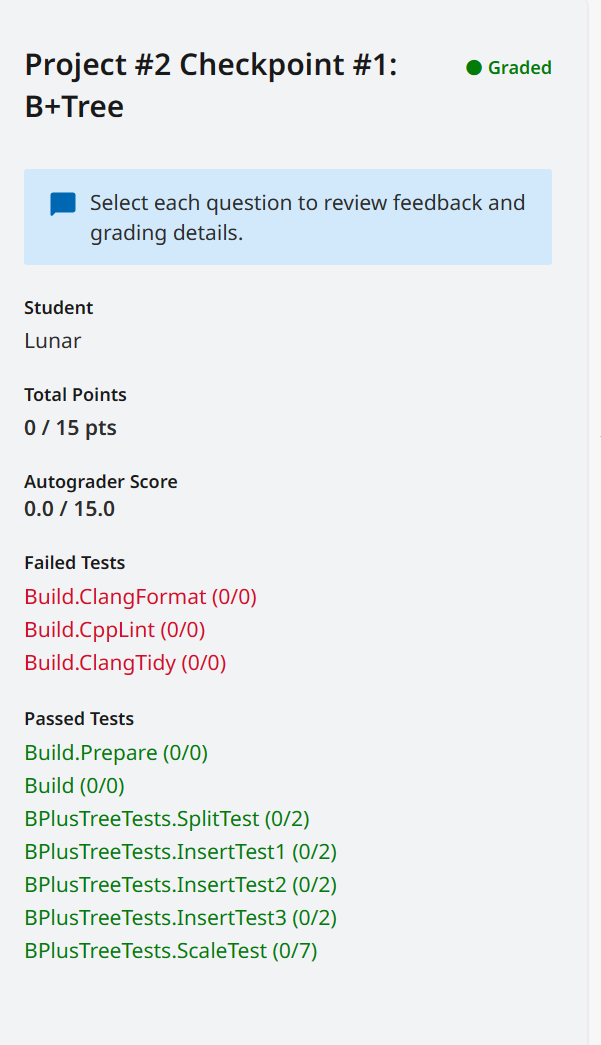 Project #2 Checkpoint #1:
B+Tree
Graded
Select each question to review feedback and
grading details.
Student
Lunar
Total Points
0 / 15 pts
Autograder Score
0.0 / 15.0
Failed Tests
Build.ClangFormat (0/0)
Build.CppLint (0/0)
Build.ClangTidy (0/0)
Passed Tests
Build.Prepare (0/0)
Build (0/0)
BPlusTreeTests.SplitTest (0/2)
BPlusTreeTests.InsertTest1 (0/2)
BPlusTreeTests.InsertTest2 (0/2)
BPlusTreeTests.InsertTest3 (0/2)
BPlusTreeTests.ScaleTest (0/7)